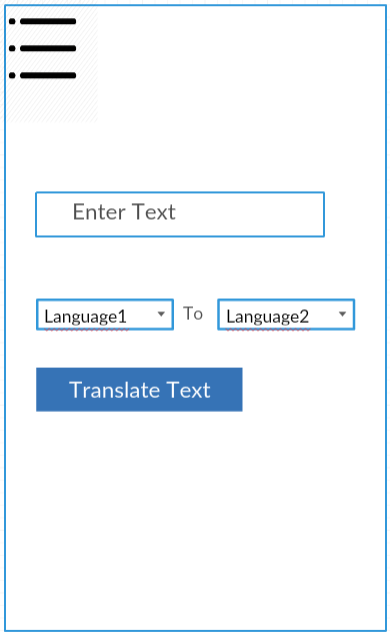 Enter Text
Language1 To Language2
Translate Text